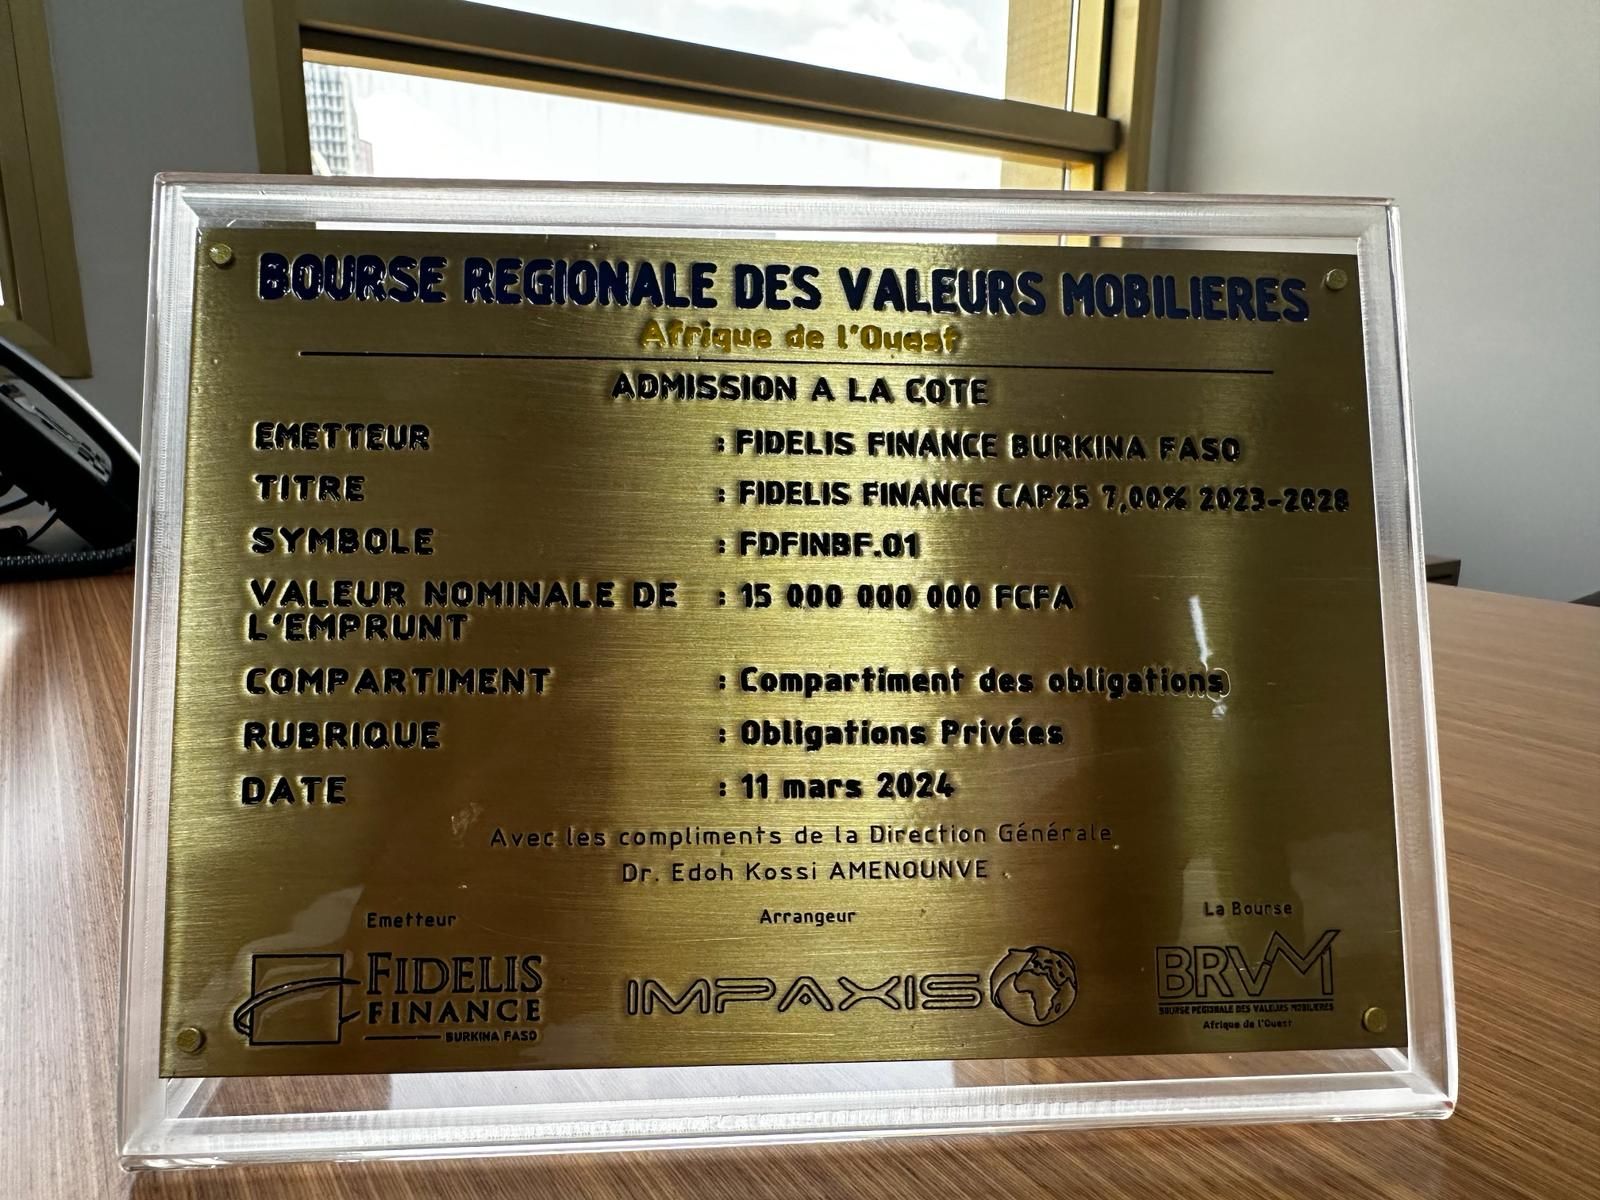 BOURSE REGIONALE DES VALEURS MOBILIERES
Afrique de l'Ouest
ADMISSION A LA COTE
EMETTEUR : FIDELIS FINANCE BURKINA FASO
TITRE : FIDELIS FINANCE CAP25 7,00% 2023-2028
SYMBOLE : FDFINBF.O1
VALEUR NOMINALE DE : 15 000 000 000 FCFA
L'EMPRUNT
COMPARTIMENT : Compartiment des obligations
RUBRIQUE : Obligations Privées
DATE : 11 mars 2024
Avec les compliments de la Direction Générale
Dr. Edoh Kossi AMENOUNVE
Emetteur Arrangeur La Bourse
FIDELIS
FINANCE
BURKINA FASO
IMPAXIS
BRVM
BOURSE REGIONALE DES VALEURS MOBILIERES
Afrique de l'Ouest